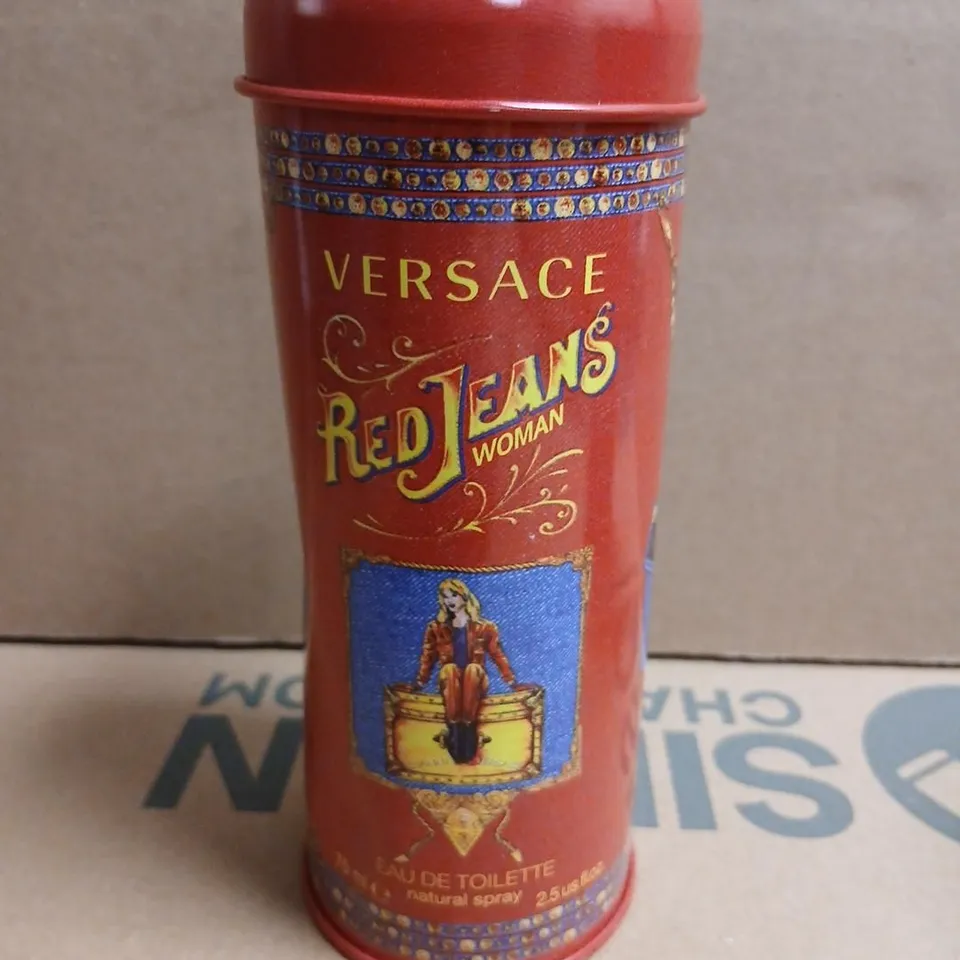 VERSACE
RED JEANS
WOMAN
EAU DE TOILETTE
natural spray 2.5 us fl.oz